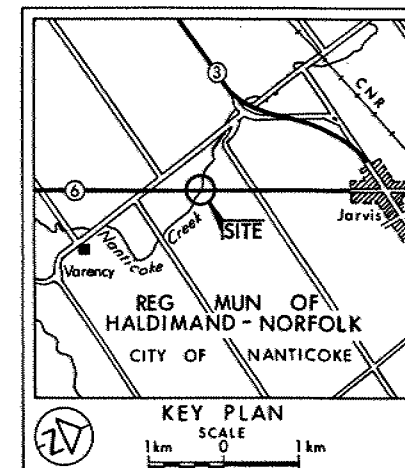 3
CNR
6
Jarvis
SITE
Nanticoke
Creek
Varency
REG MUN OF
HALDIMAND - NORFOLK
CITY OF NANTICOKE
N
KEY PLAN
SCALE
1 km 0 1 km